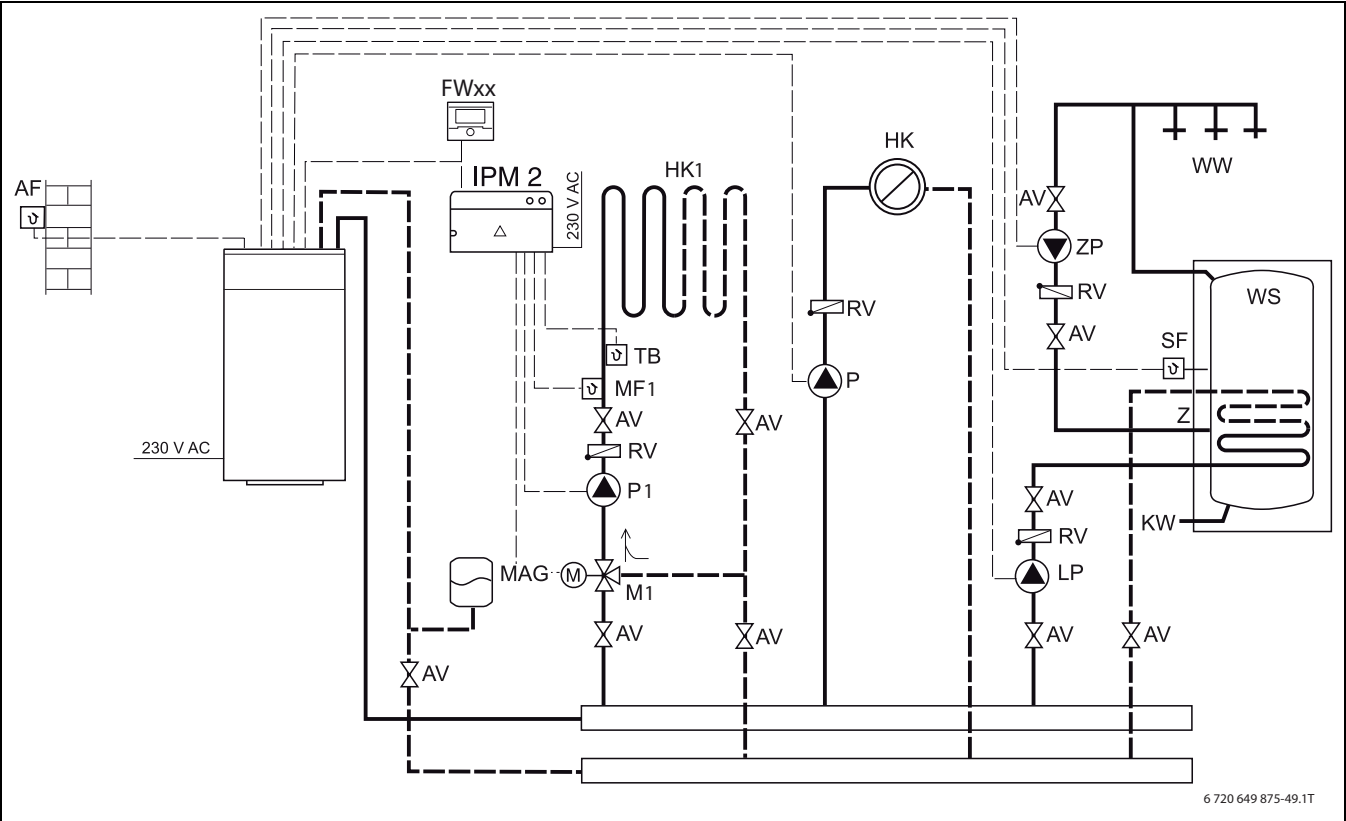 FWxx
AF
IPM 2
230 V AC
HK1
HK
WW
AV
ZP
RV
AV
WS
SF
Z
KW
RV
P
ϑ TB
ϑ MF1
AV
RV
P1
AV
230 V AC
MAG
M
M1
AV
AV
AV
AV
RV
LP
AV
AV
6 720 649 875-49.1T
ϑ
ϑ